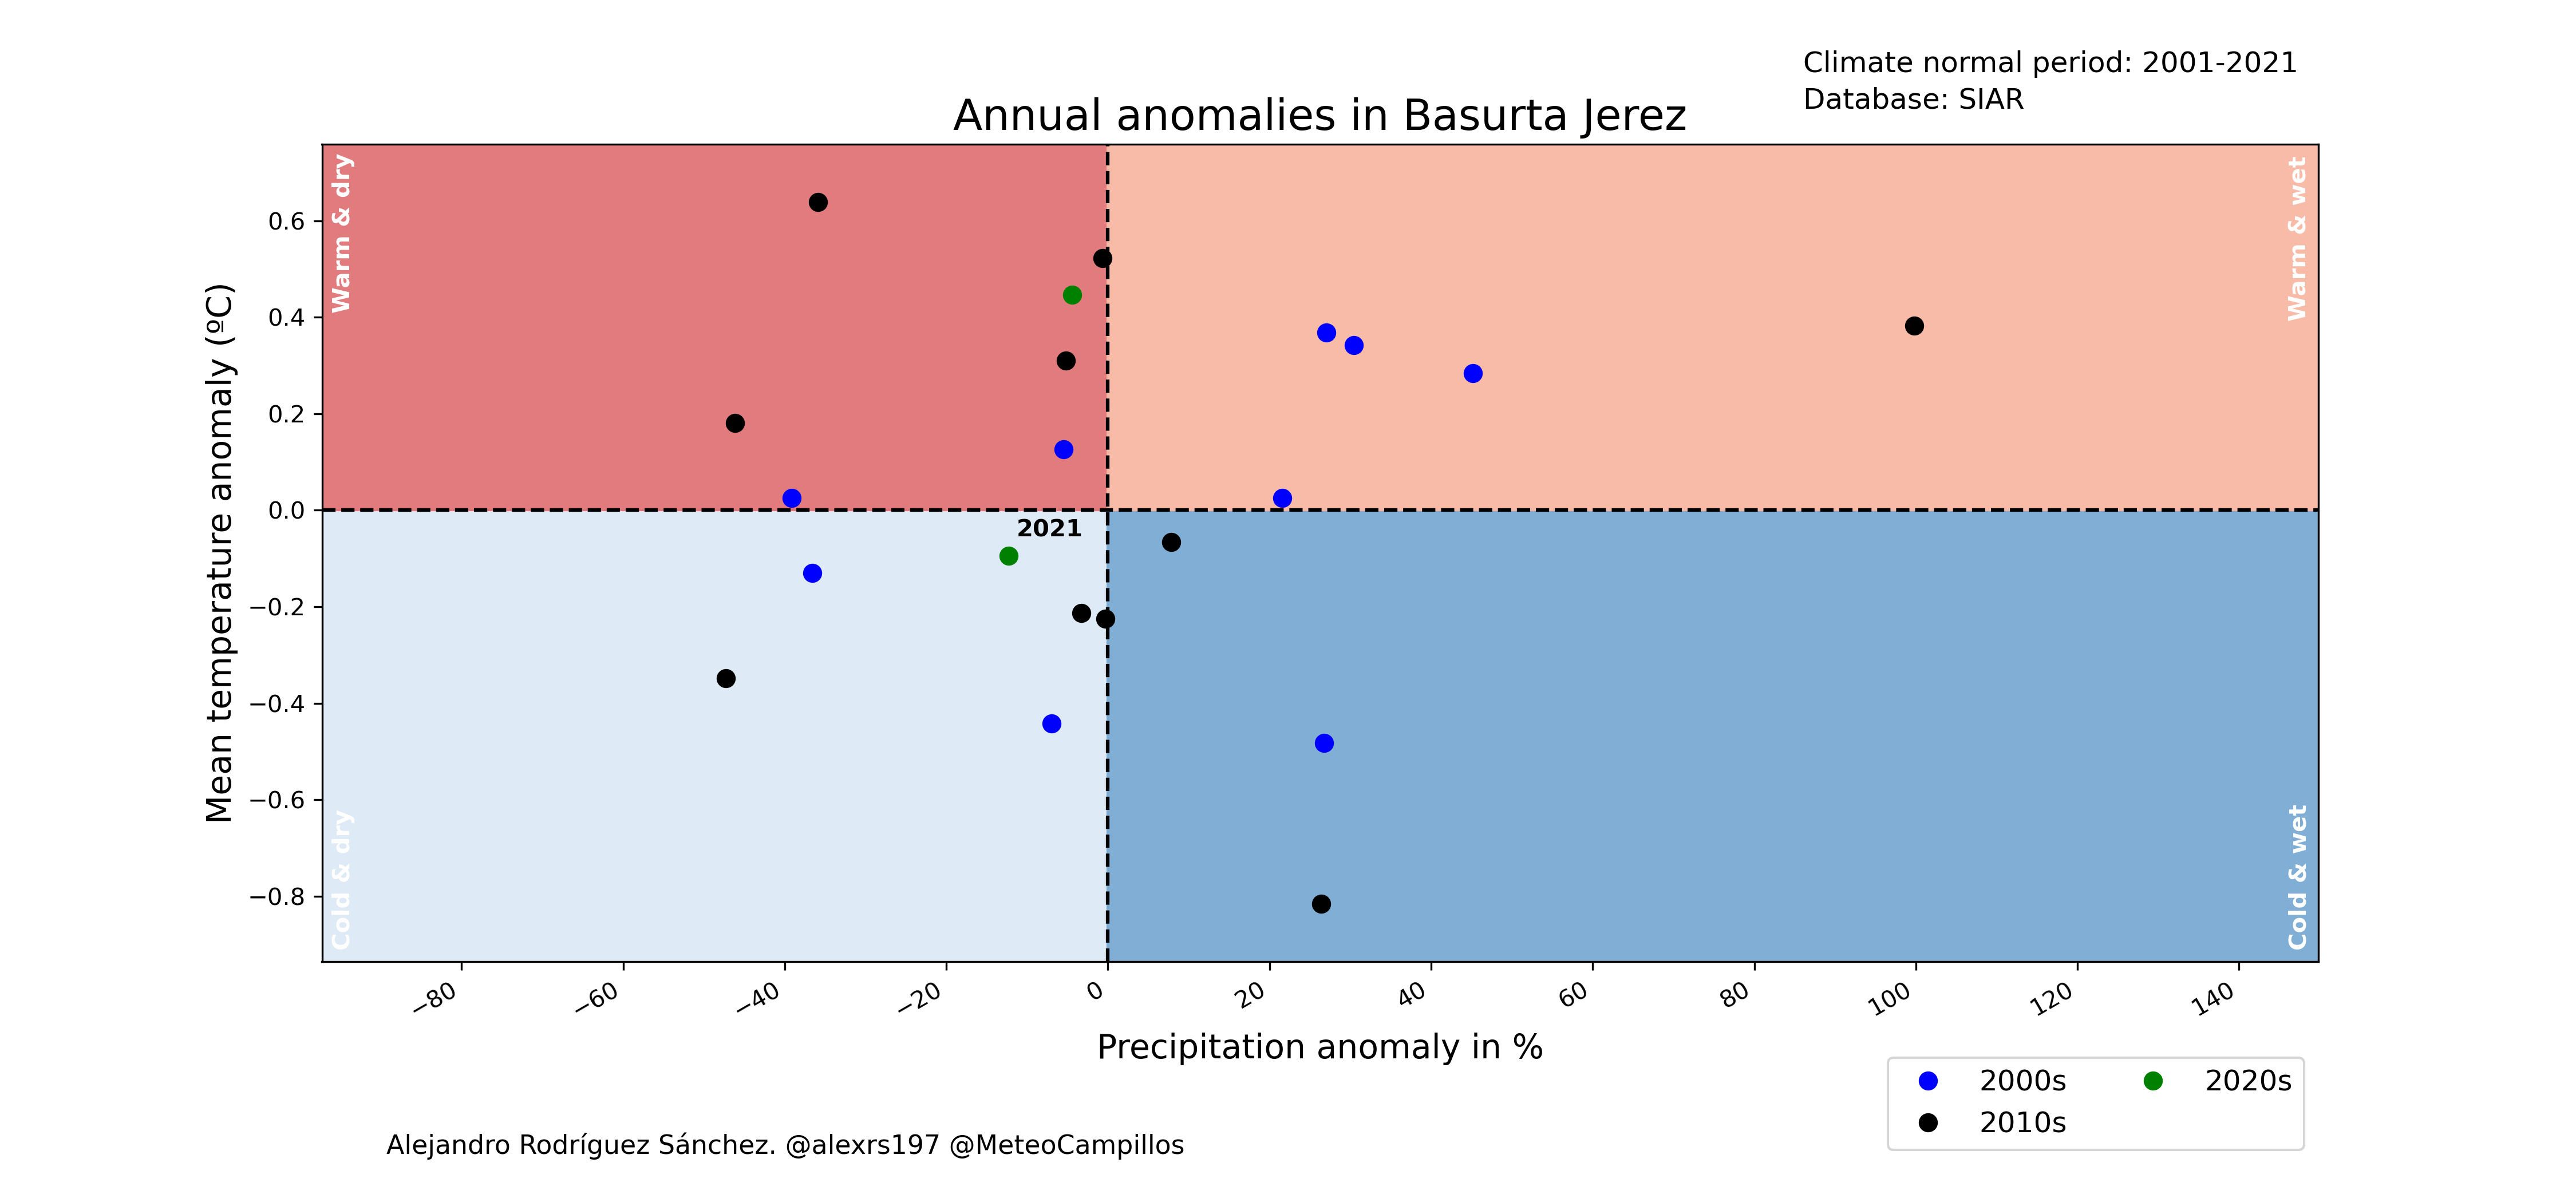 Climate normal period: 2001-2021
Database: SIAR
Annual anomalies in Basurta Jerez
Warm & dry
Warm & wet
Mean temperature anomaly (ºC)
0.6
0.4
0.2
0.0
−0.2
−0.4
−0.6
−0.8
2021
Cold & dry
Cold & wet
−80
−60
−40
−20
0
20
40
60
80
100
120
140
Precipitation anomaly in %
2000s
2020s
2010s
Alejandro Rodríguez Sánchez. @alexrs197 @MeteoCampillos